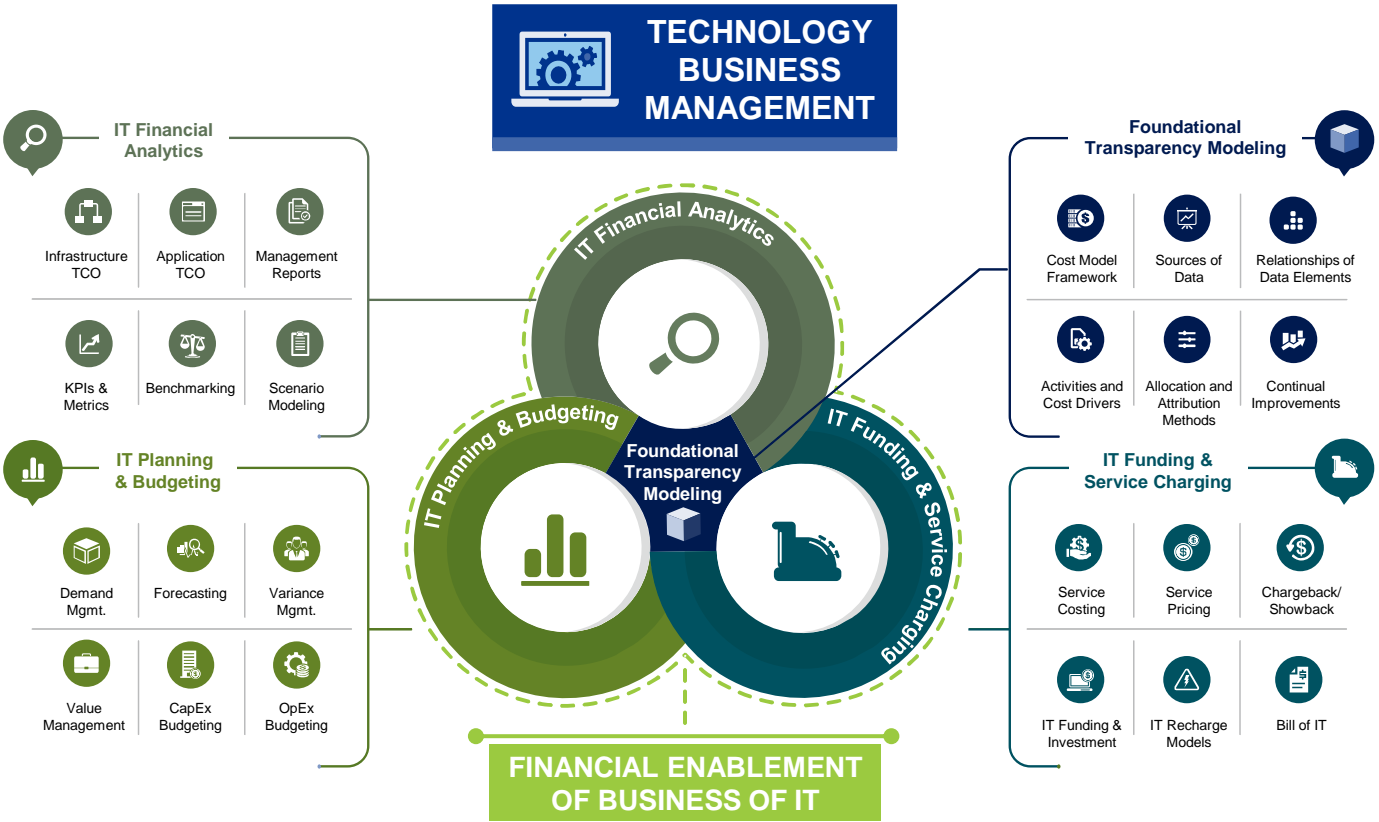 TECHNOLOGY
BUSINESS
MANAGEMENT
IT Financial
Analytics
Infrastructure
TCO
Application
TCO
Management
Reports
KPIs &
Metrics
Benchmarking
Scenario
Modeling
IT Planning
& Budgeting
Demand
Mgmt.
Forecasting
Variance
Mgmt.
Value
Management
CapEx
Budgeting
OpEx
Budgeting
IT Financial Analytics
IT Planning & Budgeting
IT Funding & Service Charging
Foundational
Transparency
Modeling
Foundational
Transparency Modeling
Cost Model
Framework
Sources of
Data
Relationships of
Data Elements
Activities and
Cost Drivers
Allocation and
Attribution
Methods
Continual
Improvements
IT Funding &
Service Charging
Service
Costing
Service
Pricing
Chargeback/
Showback
IT Funding &
Investment
IT Recharge
Models
Bill of IT
FINANCIAL ENABLEMENT
OF BUSINESS OF IT